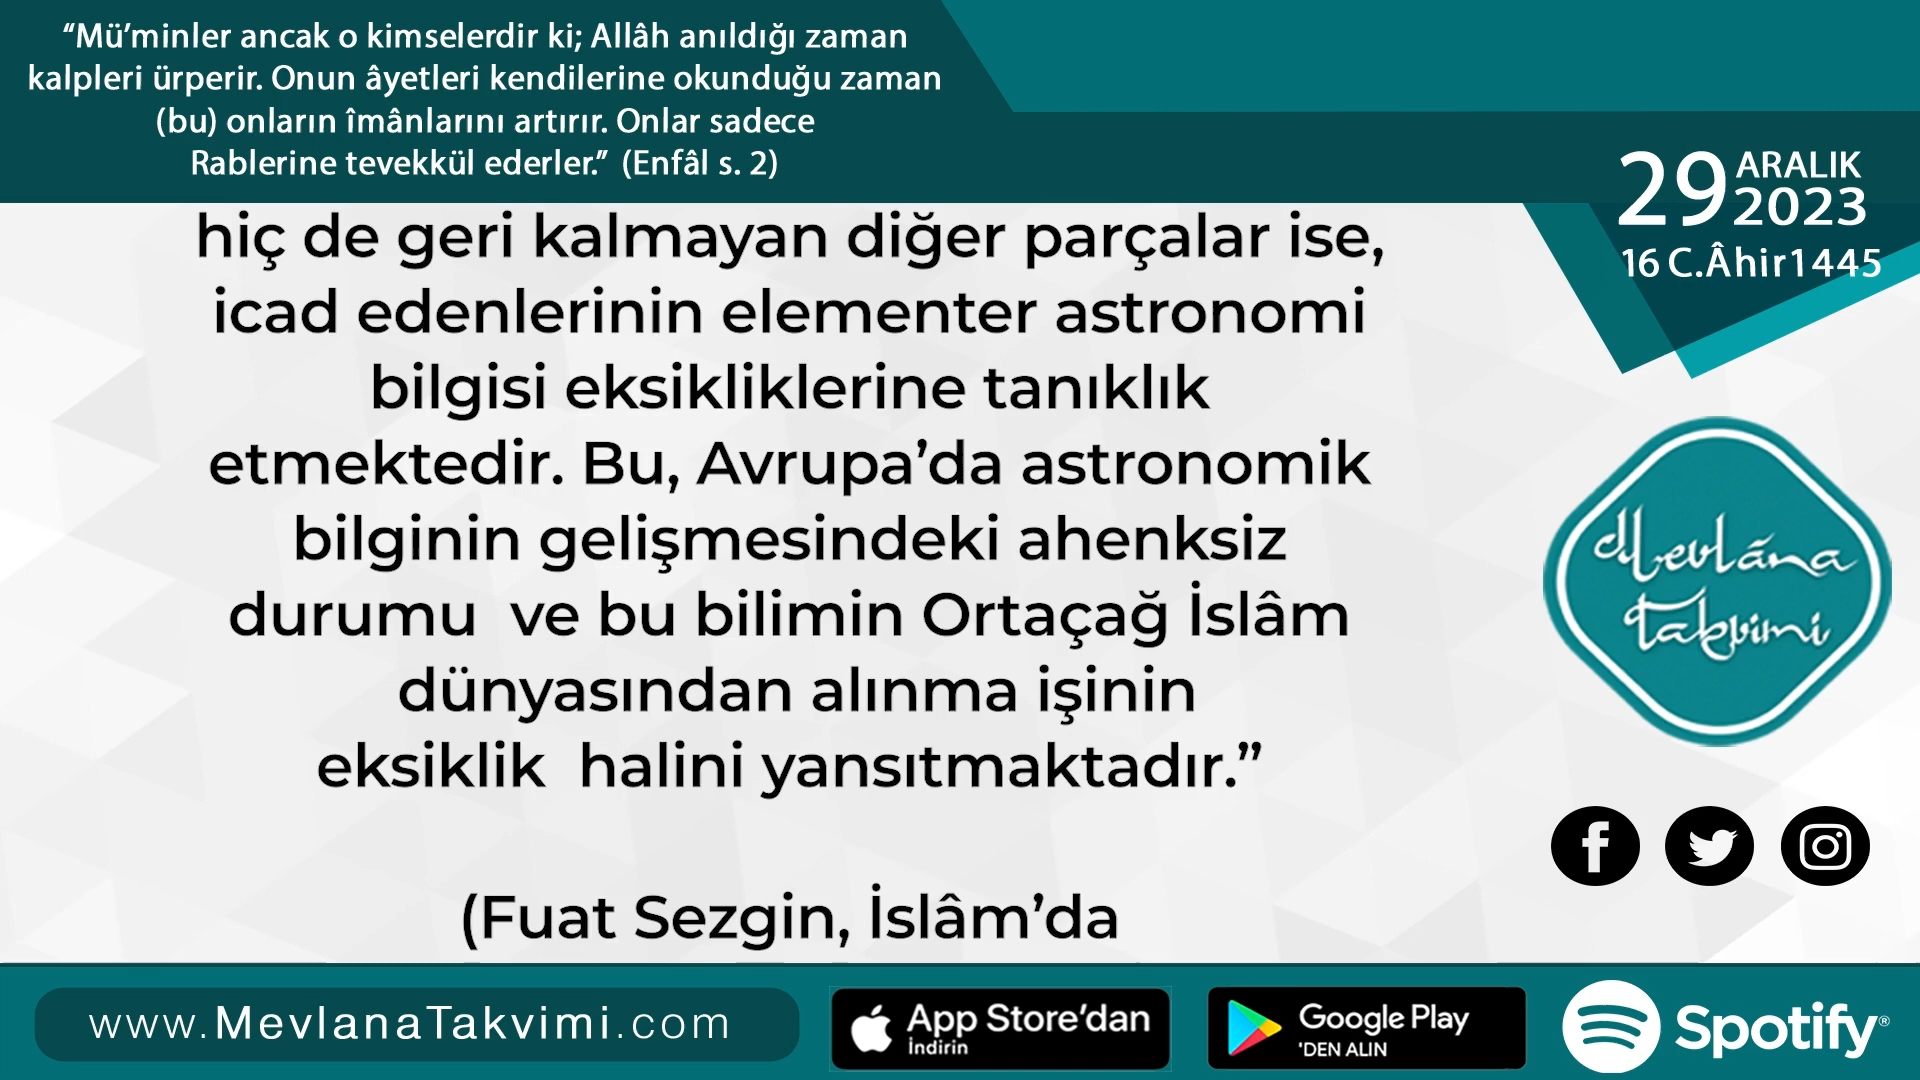 “Mü’minler ancak o kimselerdir ki; Allâh anıldığı zaman
kalpleri ürperir. Onun âyetleri kendilerine okunduğu zaman
(bu) onların îmânlarını artırır. Onlar sadece
Rablerine tevekkül ederler.” (Enfâl s. 2)
29 ARALIK
2023
16 C.Âhir1445
hiç de geri kalmayan diğer parçalar ise,
icad edenlerinin elementer astronomi
bilgisi eksikliklerine tanıklık
etmektedir. Bu, Avrupa’da astronomik
bilginin gelişmesindeki ahenksiz
durumu ve bu bilimin Ortaçağ İslâm
dünyasından alınma işinin
eksiklik halini yansıtmaktadır.”
(Fuat Sezgin, İslâm’da
Mevlâna
Takvimi
www.MevlanaTakvimi.com
App Store’dan
İndirin
Google Play
'DEN ALIN
Spotify®